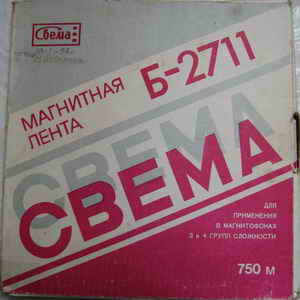 Свема
МАГНИТНАЯ
ЛЕНТА
Б-2711
СВЕМА
СВЕМА
ДЛЯ
ПРИМЕНЕНИЯ
В МАГНИТОФОНАХ
3 и 4 ГРУПП СЛОЖНОСТИ
750 м